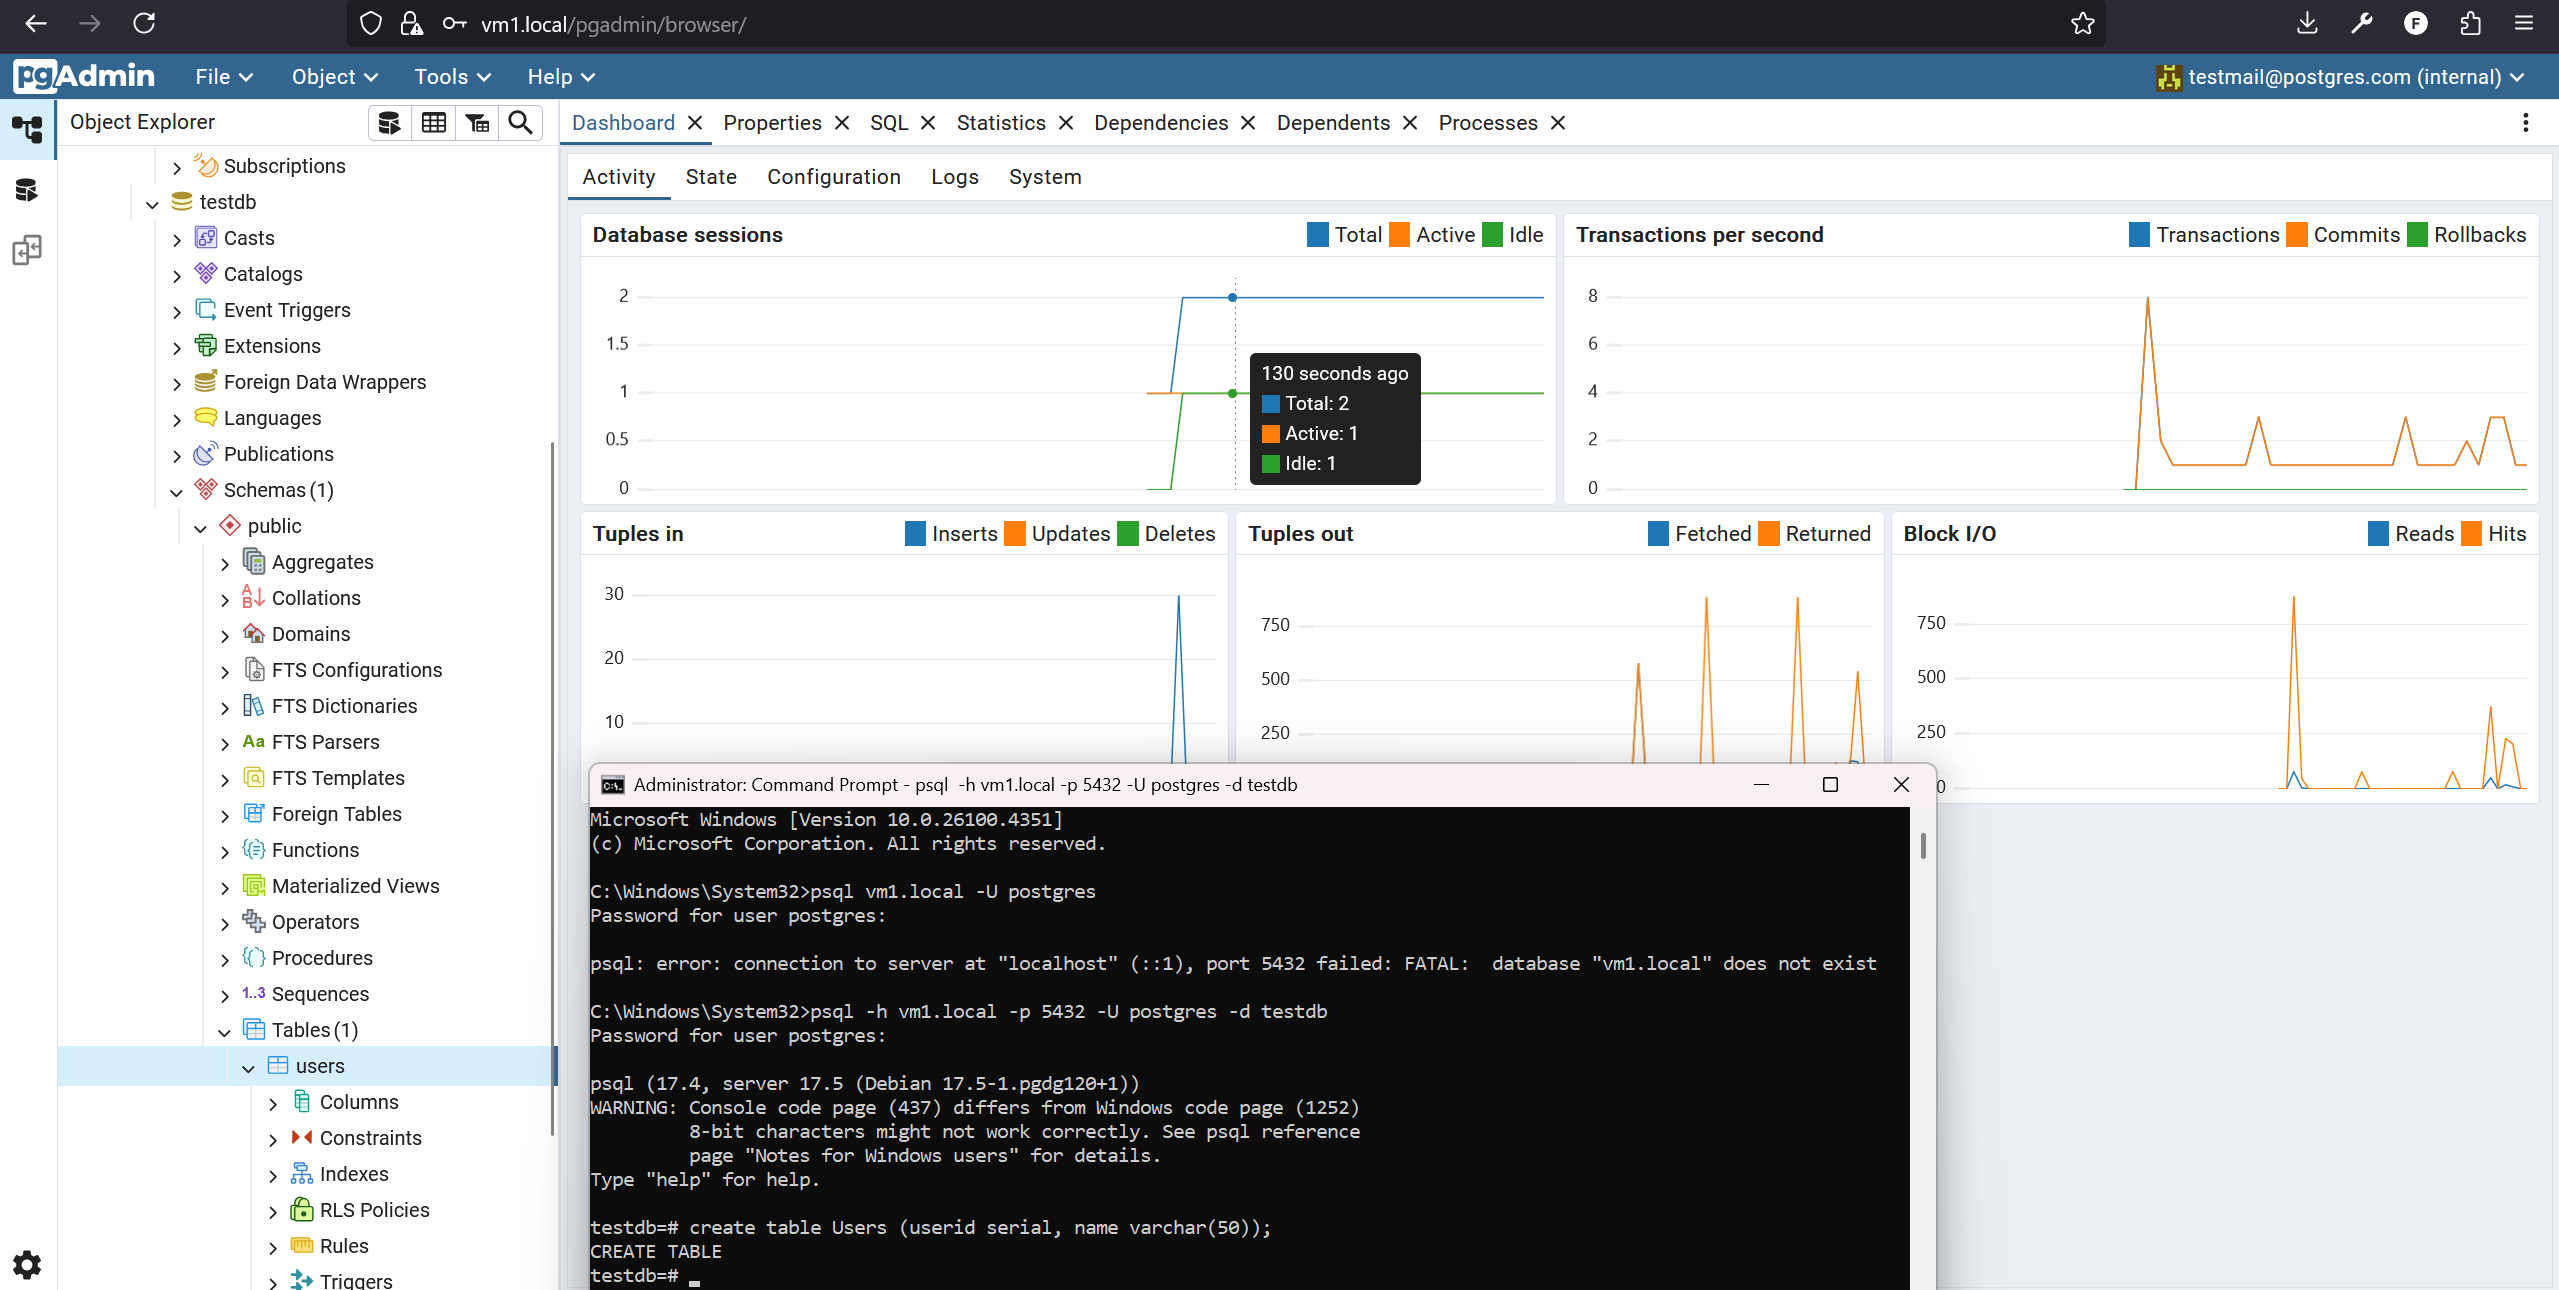 vm1.local/pgadmin/browser/
F
pgAdmin
File
Object
Tools
Help
testmail@postgres.com (internal)
Object Explorer
Dashboard
Properties
SQL
Statistics
Dependencies
Dependents
Processes
Subscriptions
testdb
Casts
Catalogs
Event Triggers
Extensions
Foreign Data Wrappers
Languages
Publications
Schemas (1)
public
Aggregates
Collations
Domains
FTS Configurations
FTS Dictionaries
Aa FTS Parsers
FTS Templates
Foreign Tables
Functions
Materialized Views
Operators
Procedures
1..3 Sequences
Tables (1)
users
Columns
Constraints
Indexes
RLS Policies
Rules
Triggers
Activity
State
Configuration
Logs
System
Database sessions
Total Active Idle
2
1.5
1
0.5
0
130 seconds ago
Total: 2
Active: 1
Idle: 1
Transactions per second
Transactions Commits Rollbacks
8
6
4
2
0
Tuples in
Inserts Updates Deletes
30
20
10
Tuples out
Fetched Returned
750
500
250
Block I/O
Reads Hits
750
500
250
0
Administrator: Command Prompt - psql  -h vm1.local -p 5432 -U postgres -d testdb
Microsoft Windows [Version 10.0.26100.4351]
(c) Microsoft Corporation. All rights reserved.
C:\Windows\System32>psql vm1.local -U postgres
Password for user postgres:
psql: error: connection to server at "localhost" (::1), port 5432 failed: FATAL:  database "vm1.local" does not exist
C:\Windows\System32>psql -h vm1.local -p 5432 -U postgres -d testdb
Password for user postgres:
psql (17.4, server 17.5 (Debian 17.5-1.pgdg120+1))
WARNING: Console code page (437) differs from Windows code page (1252)
8-bit characters might not work correctly. See psql reference
page "Notes for Windows users" for details.
Type "help" for help.
testdb=# create table Users (userid serial, name varchar(50));
CREATE TABLE
testdb=#